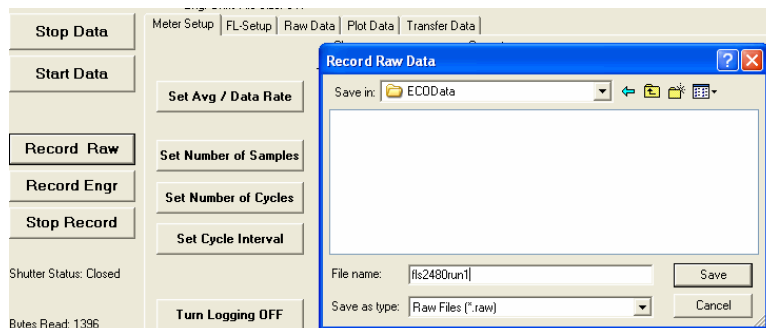 Stop Data
Meter Setup FL-Setup Raw Data Plot Data Transfer Data
Start Data
Record Raw Data
Save in: ECOData
Set Avg / Data Rate
Record Raw
Set Number of Samples
Record Engr
Set Number of Cycles
Stop Record
Set Cycle Interval
Shutter Status: Closed
File name: fls2480run1
Save
Save as type: Raw Files (*.raw)
Cancel
Turn Logging OFF
Bytes Read: 1396